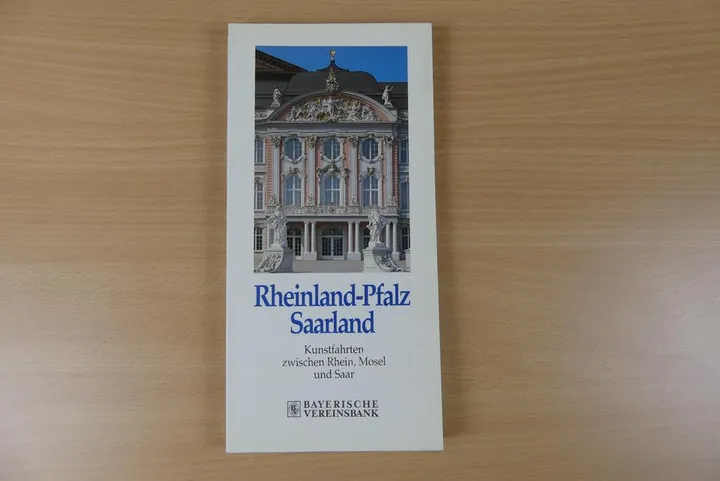 Rheinland-Pfalz
Saarland
Kunstfahrten
zwischen Rhein, Mosel
und Saar
BAYERISCHE
VEREINSBANK